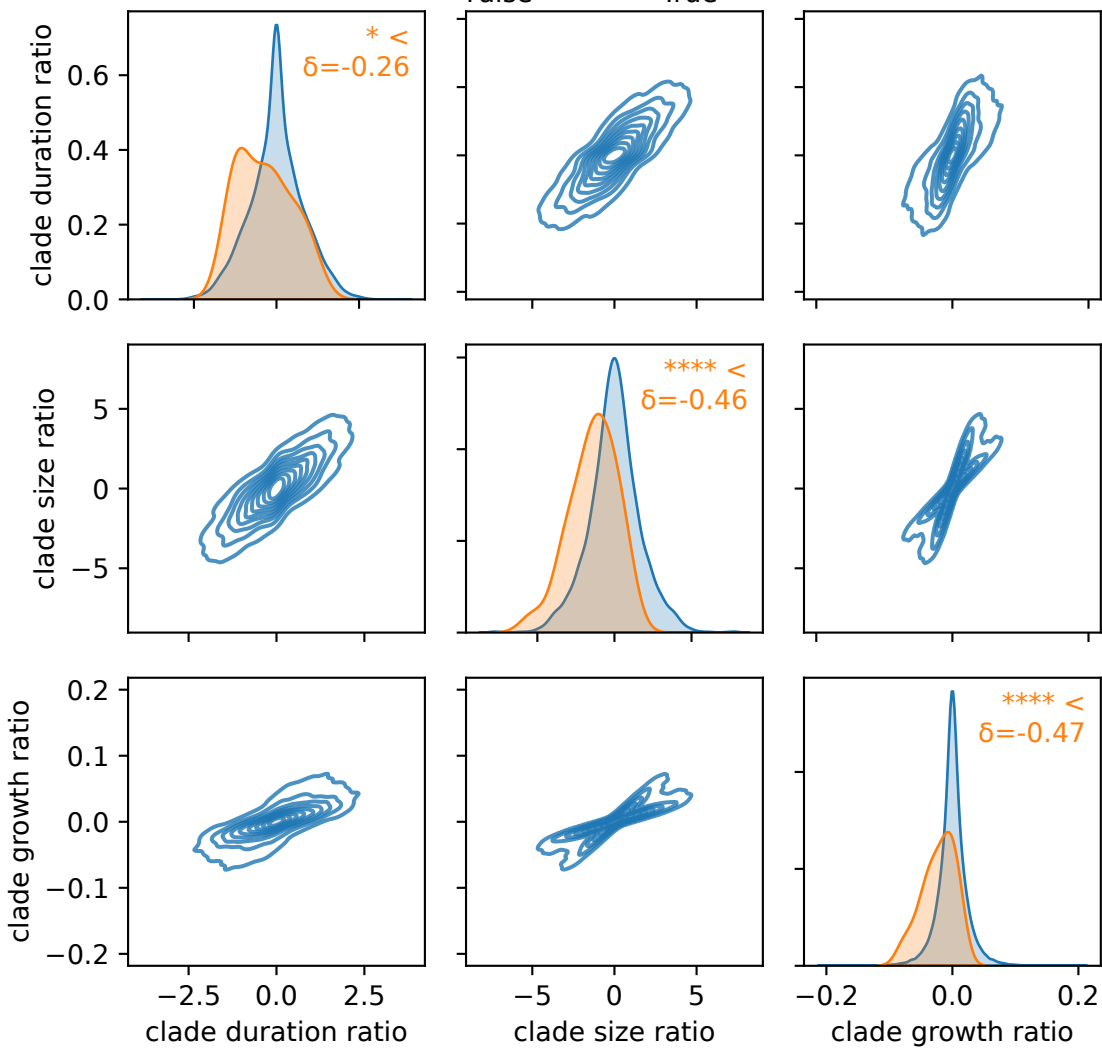 clade duration ratio
0.6
0.4
0.2
0.0
* <
δ=-0.26
clade size ratio
5
0
−5
**** <
δ=-0.46
clade growth ratio
0.2
0.1
0.0
−0.1
−0.2
**** <
δ=-0.47
−2.5
0.0
2.5
−5
0
5
−0.2
0.0
0.2
clade duration ratio
clade size ratio
clade growth ratio